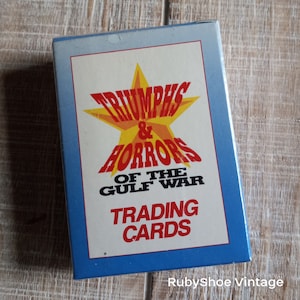 TRIUMPHS
&
HORRORS
OF THE
GULF WAR
TRADING
CARDS
RubyShoe Vintage